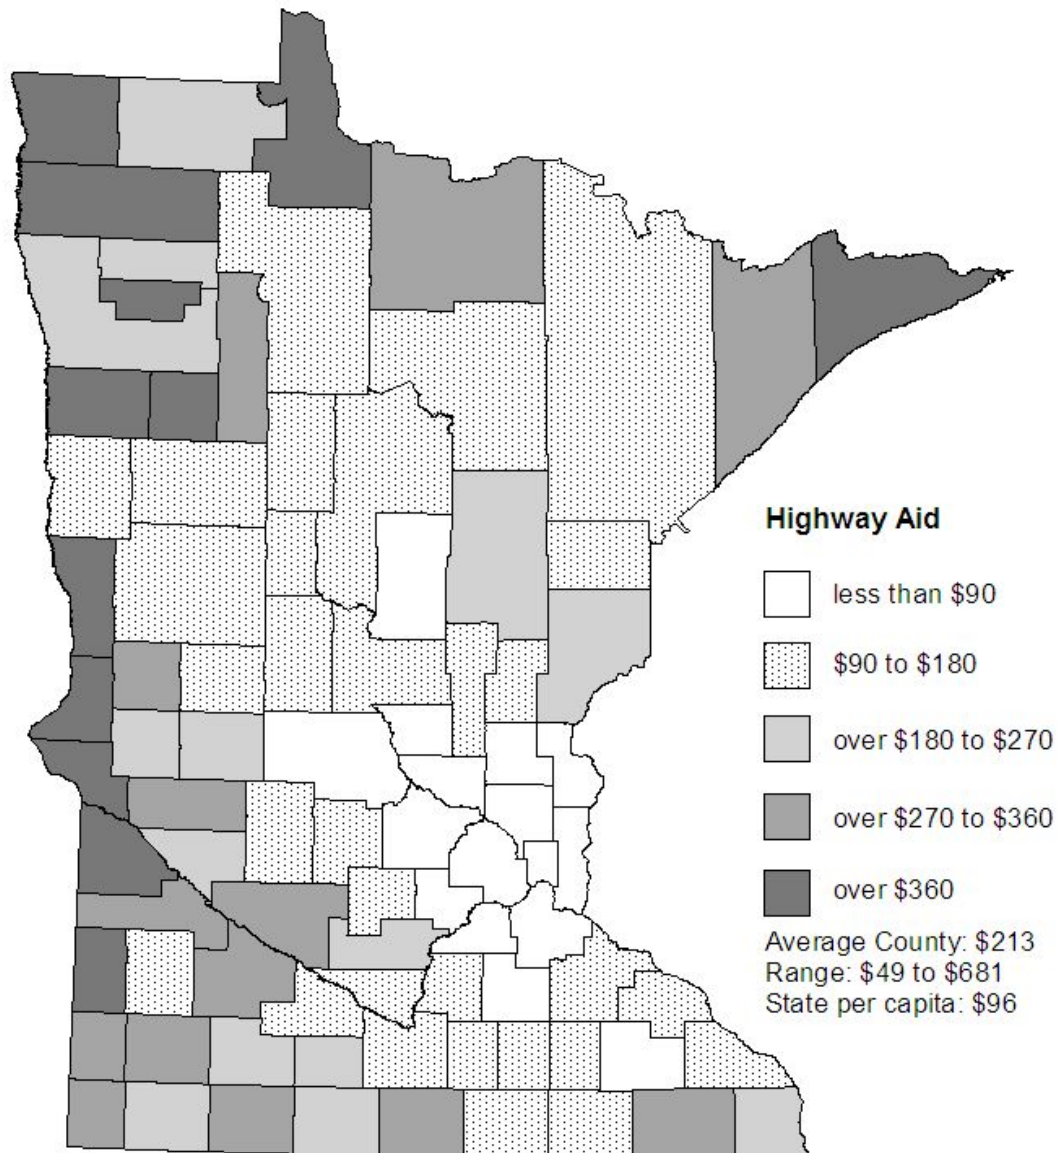 Highway Aid
less than $90
$90 to $180
over $180 to $270
over $270 to $360
over $360
Average County: $213
Range: $49 to $681
State per capita: $96